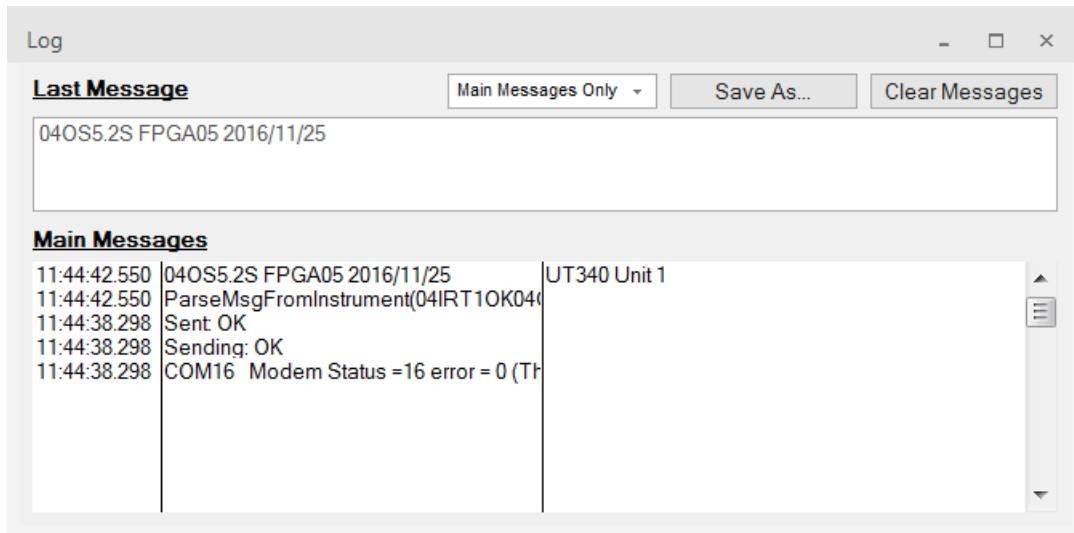 Log
Last Message Main Messages Only Save As... Clear Messages
04OS5.2S FPGA05 2016/11/25
Main Messages
11:44:42.550 04OS5.2S FPGA05 2016/11/25 UT340 Unit 1
11:44:42.550 ParseMsgFromInstrument(04IRT1OK04
11:44:38.298 Sent: OK
11:44:38.298 Sending: OK
11:44:38.298 COM16 Modem Status =16 error = 0 (Th